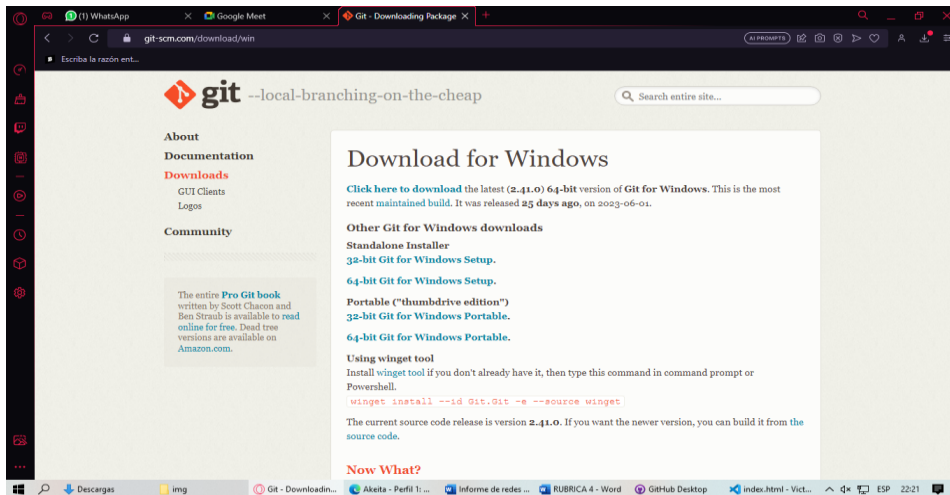 (1) WhatsApp
Google Meet
Git - Downloading Package
git-scm.com/download/win
AI PROMPTS
Escriba la razón ent...
git --local-branching-on-the-cheap
Search entire site...
About
Documentation
Downloads
GUI Clients
Logos
Community
The entire Pro Git book
written by Scott Chacon and
Ben Straub is available to read
online for free. Dead tree
versions are available on
Amazon.com.
Download for Windows
Click here to download the latest (2.41.0) 64-bit version of Git for Windows. This is the most
recent maintained build. It was released 25 days ago, on 2023-06-01.
Other Git for Windows downloads
Standalone Installer
32-bit Git for Windows Setup.
64-bit Git for Windows Setup.
Portable ("thumbdrive edition")
32-bit Git for Windows Portable.
64-bit Git for Windows Portable.
Using winget tool
Install winget tool if you don't already have it, then type this command in command prompt or
Powershell.
winget install --id Git.Git -e --source winget
The current source code release is version 2.41.0. If you want the newer version, you can build it from the
source code.
Now What?
Descargas
img
Git - Downloadin...
Akeita - Perfil 1: ...
Informe de redes ...
RUBRICA 4 - Word
GitHub Desktop
index.html - Vict...
ESP
22:21